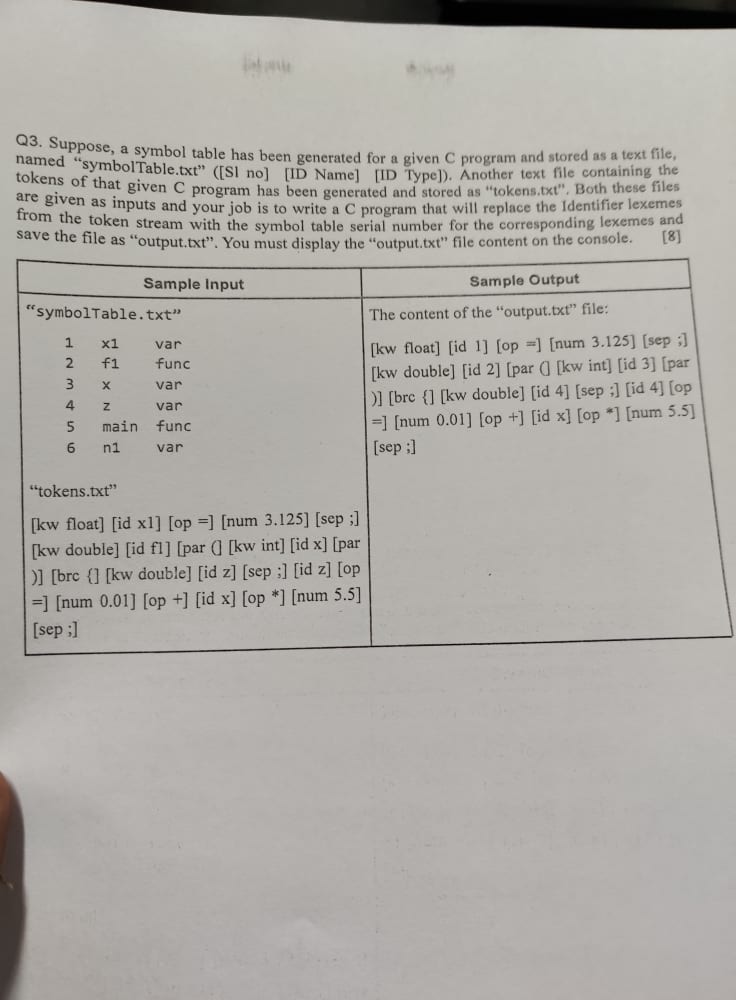 Q3. Suppose, a symbol table has been generated for a given C program and stored as a text file,
named “symbolTable.txt” ([Sl no] [ID Name] [ID Type]). Another text file containing the
tokens of that given C program has been generated and stored as “tokens.txt”. Both these files
are given as inputs and your job is to write a C program that will replace the Identifier lexemes
from the token stream with the symbol table serial number for the corresponding lexemes and
save the file as “output.txt”. You must display the “output.txt” file content on the console. [8]
Sample Input
“symbolTable.txt”
1 x1 var
2 f1 func
3 x var
4 z var
5 main func
6 n1 var
“tokens.txt”
[kw float] [id x1] [op =] [num 3.125] [sep ;]
[kw double] [id f1] [par (] [kw int] [id x] [par
)] [brc {] [kw double] [id z] [sep ;] [id z] [op
=] [num 0.01] [op +] [id x] [op *] [num 5.5]
[sep ;]
Sample Output
The content of the “output.txt” file:
[kw float] [id 1] [op =] [num 3.125] [sep ;]
[kw double] [id 2] [par (] [kw int] [id 3] [par
)] [brc {] [kw double] [id 4] [sep ;] [id 4] [op
=] [num 0.01] [op +] [id x] [op *] [num 5.5]
[sep ;]